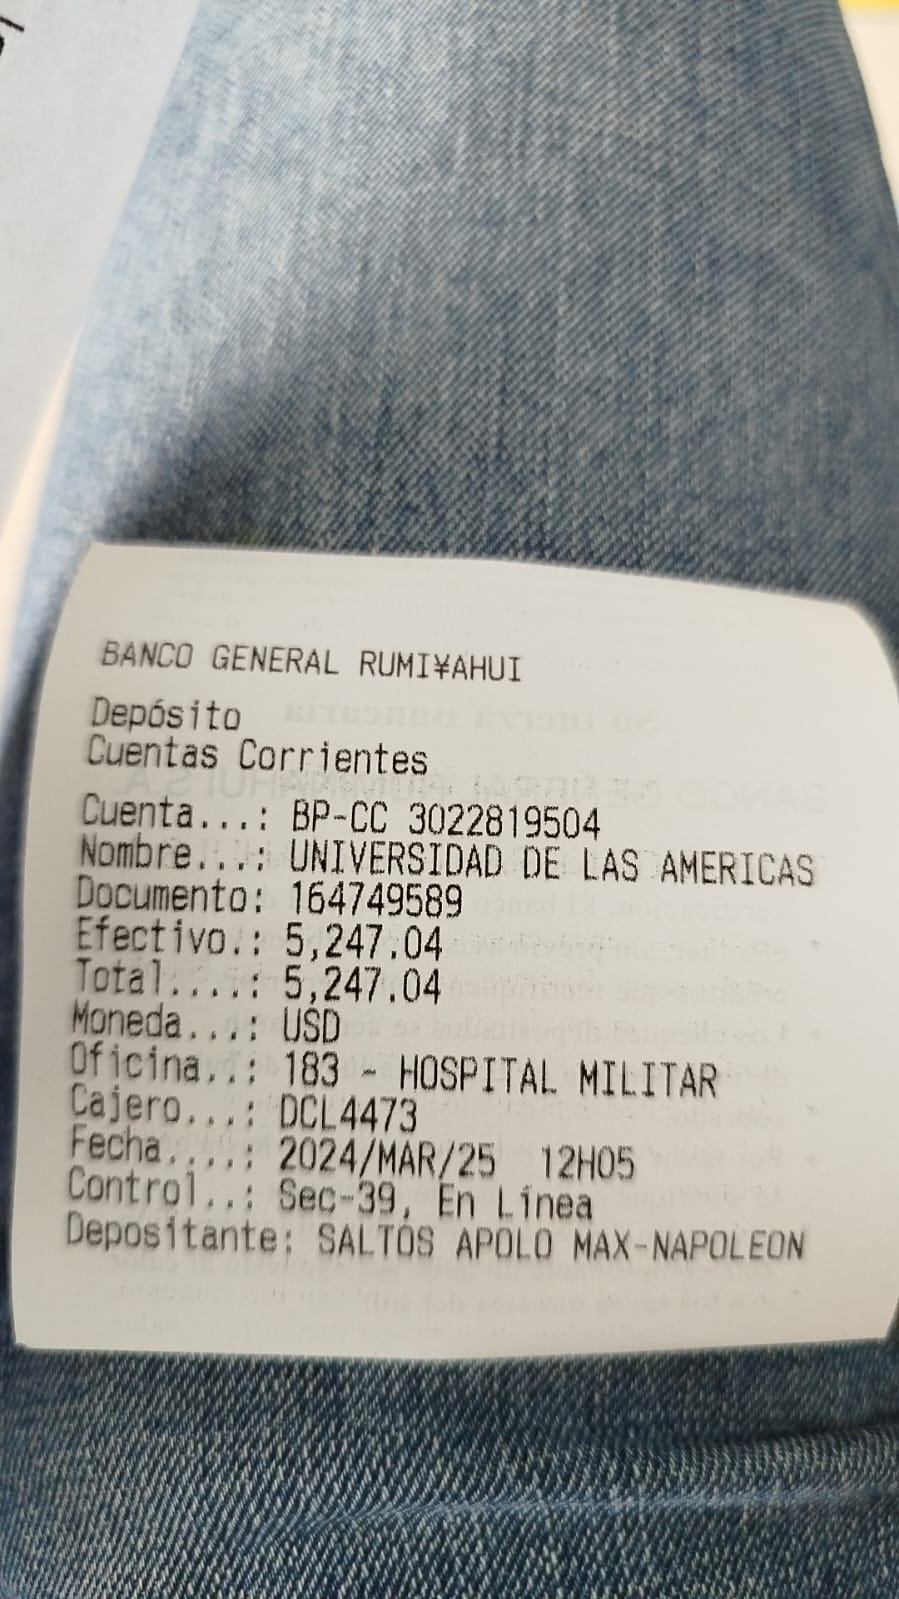 BANCO GENERAL RUMI¥AHUI
Depósito
Cuentas Corrientes
Cuenta...: BP-CC 3022819504
Nombre...: UNIVERSIDAD DE LAS AMERICAS
Documento: 164749589
Efectivo.: 5,247.04
Total....: 5,247.04
Moneda...: USD
Oficina..: 183 - HOSPITAL MILITAR
Cajero...: DCL4473
Fecha....: 2024/MAR/25 12H05
Control..: Sec-39, En Línea
Depositante: SALTOS APOLO MAX-NAPOLEON